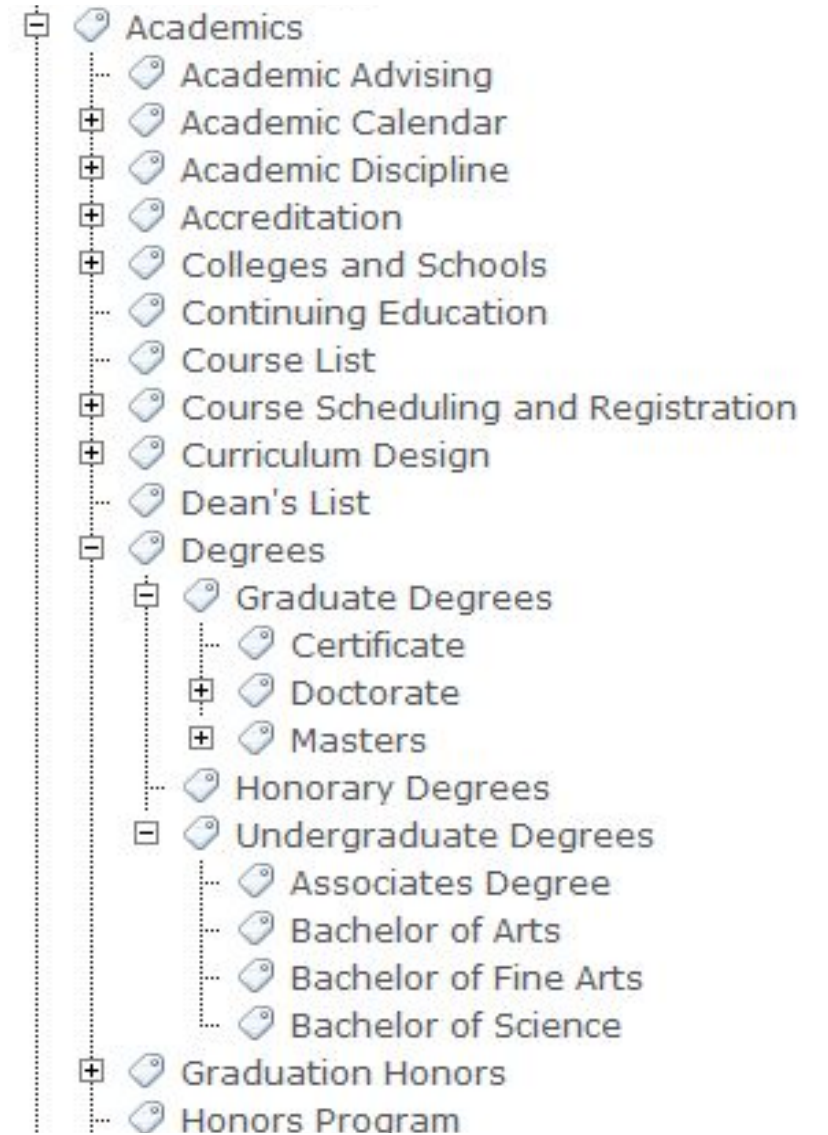 Academics
Academic Advising
Academic Calendar
Academic Discipline
Accreditation
Colleges and Schools
Continuing Education
Course List
Course Scheduling and Registration
Curriculum Design
Dean's List
Degrees
Graduate Degrees
Certificate
Doctorate
Masters
Honorary Degrees
Undergraduate Degrees
Associates Degree
Bachelor of Arts
Bachelor of Fine Arts
Bachelor of Science
Graduation Honors
Honors Program